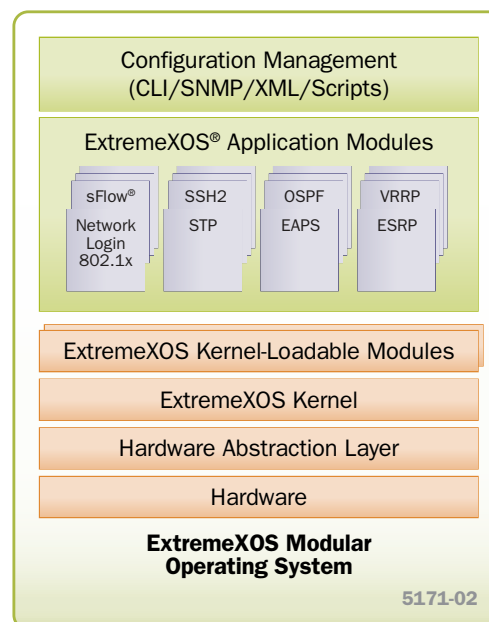 Configuration Management
(CLI/SNMP/XML/Scripts)
ExtremeXOS® Application Modules
sFlow®
Network
Login
802.1x
SSH2
STP
OSPF
EAPS
VRRP
ESRP
ExtremeXOS Kernel-Loadable Modules
ExtremeXOS Kernel
Hardware Abstraction Layer
Hardware
ExtremeXOS Modular
Operating System
5171-02